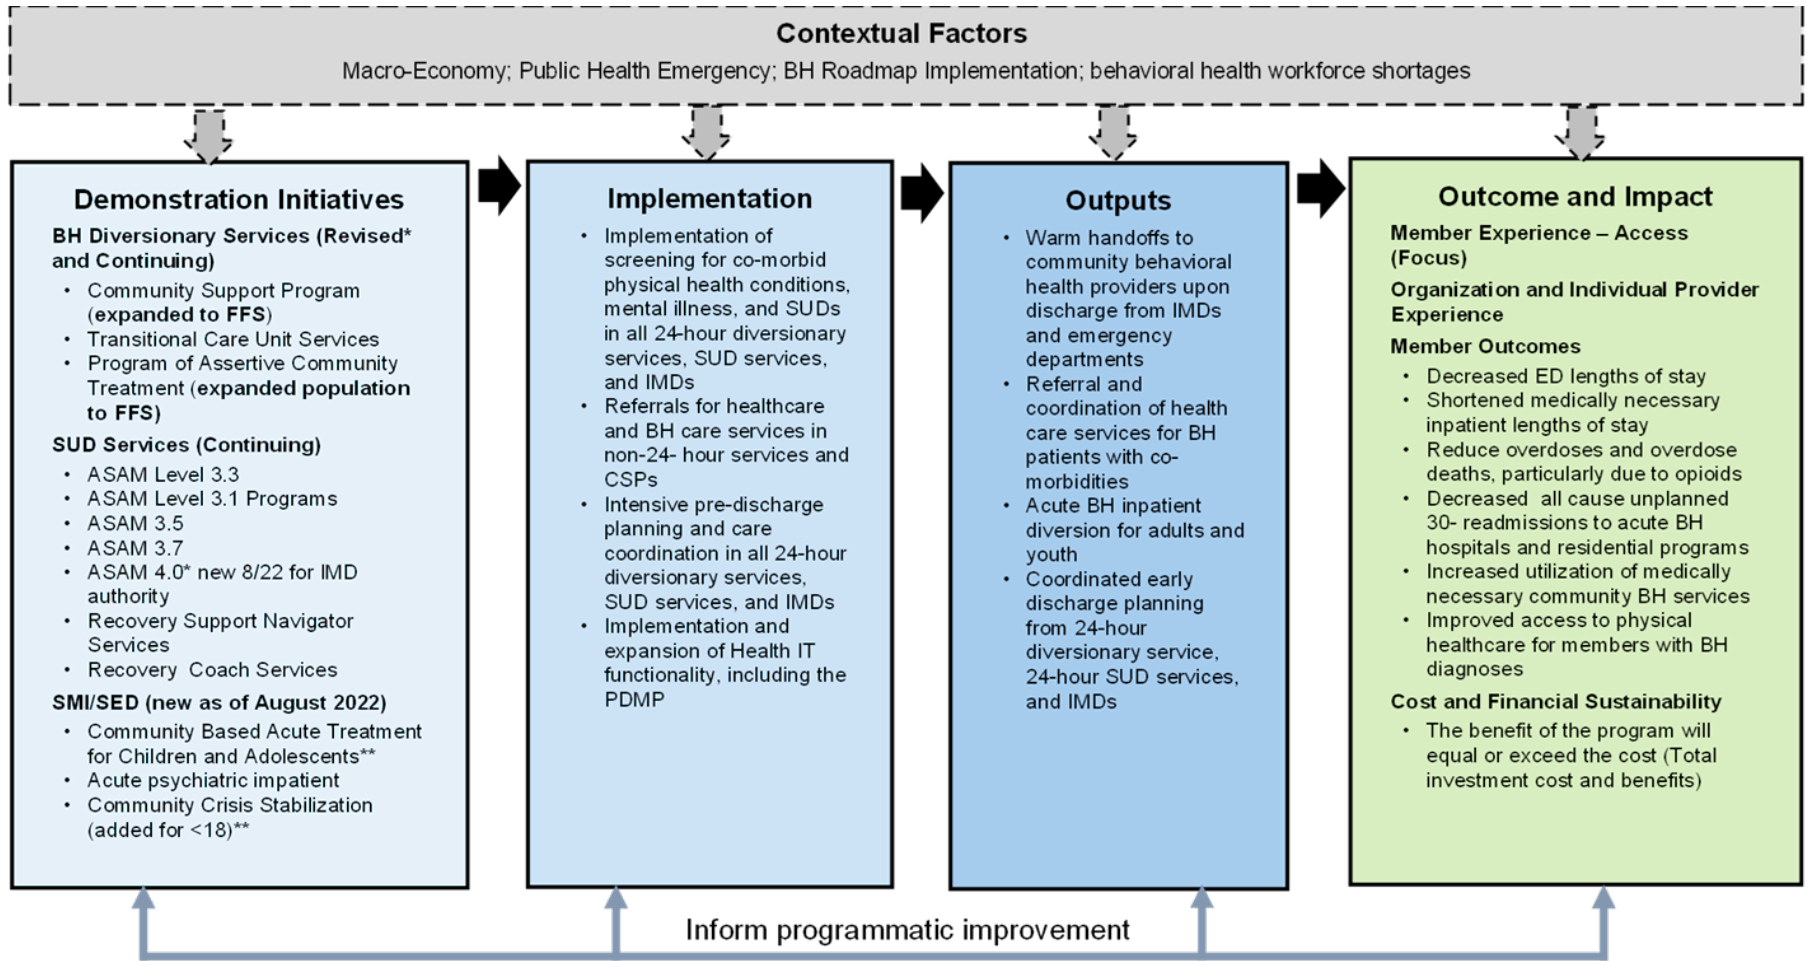 Contextual Factors
Macro-Economy; Public Health Emergency; BH Roadmap Implementation; behavioral health workforce shortages
Demonstration Initiatives
BH Diversionary Services (Revised*
and Continuing)
• Community Support Program
(expanded to FFS)
• Transitional Care Unit Services
• Program of Assertive Community
Treatment (expanded population
to FFS)
SUD Services (Continuing)
• ASAM Level 3.3
• ASAM Level 3.1 Programs
• ASAM 3.5
• ASAM 3.7
• ASAM 4.0* new 8/22 for IMD
authority
• Recovery Support Navigator
Services
• Recovery Coach Services
SMI/SED (new as of August 2022)
• Community Based Acute Treatment
for Children and Adolescents**
• Acute psychiatric impatient
• Community Crisis Stabilization
(added for <18)**
Implementation
• Implementation of
screening for co-morbid
physical health conditions,
mental illness, and SUDs
in all 24-hour diversionary
services, SUD services,
and IMDs
• Referrals for healthcare
and BH care services in
non-24- hour services and
CSPs
• Intensive pre-discharge
planning and care
coordination in all 24-hour
diversionary services,
SUD services, and IMDs
• Implementation and
expansion of Health IT
functionality, including the
PDMP
Outputs
• Warm handoffs to
community behavioral
health providers upon
discharge from IMDs
and emergency
departments
• Referral and
coordination of health
care services for BH
patients with co-
morbidities
• Acute BH inpatient
diversion for adults and
youth
• Coordinated early
discharge planning
from 24-hour
diversionary service,
24-hour SUD services,
and IMDs
Outcome and Impact
Member Experience – Access
(Focus)
Organization and Individual Provider
Experience
Member Outcomes
• Decreased ED lengths of stay
• Shortened medically necessary
inpatient lengths of stay
• Reduce overdoses and overdose
deaths, particularly due to opioids
• Decreased all cause unplanned
30- readmissions to acute BH
hospitals and residential programs
• Increased utilization of medically
necessary community BH services
• Improved access to physical
healthcare for members with BH
diagnoses
Cost and Financial Sustainability
• The benefit of the program will
equal or exceed the cost (Total
investment cost and benefits)
Inform programmatic improvement